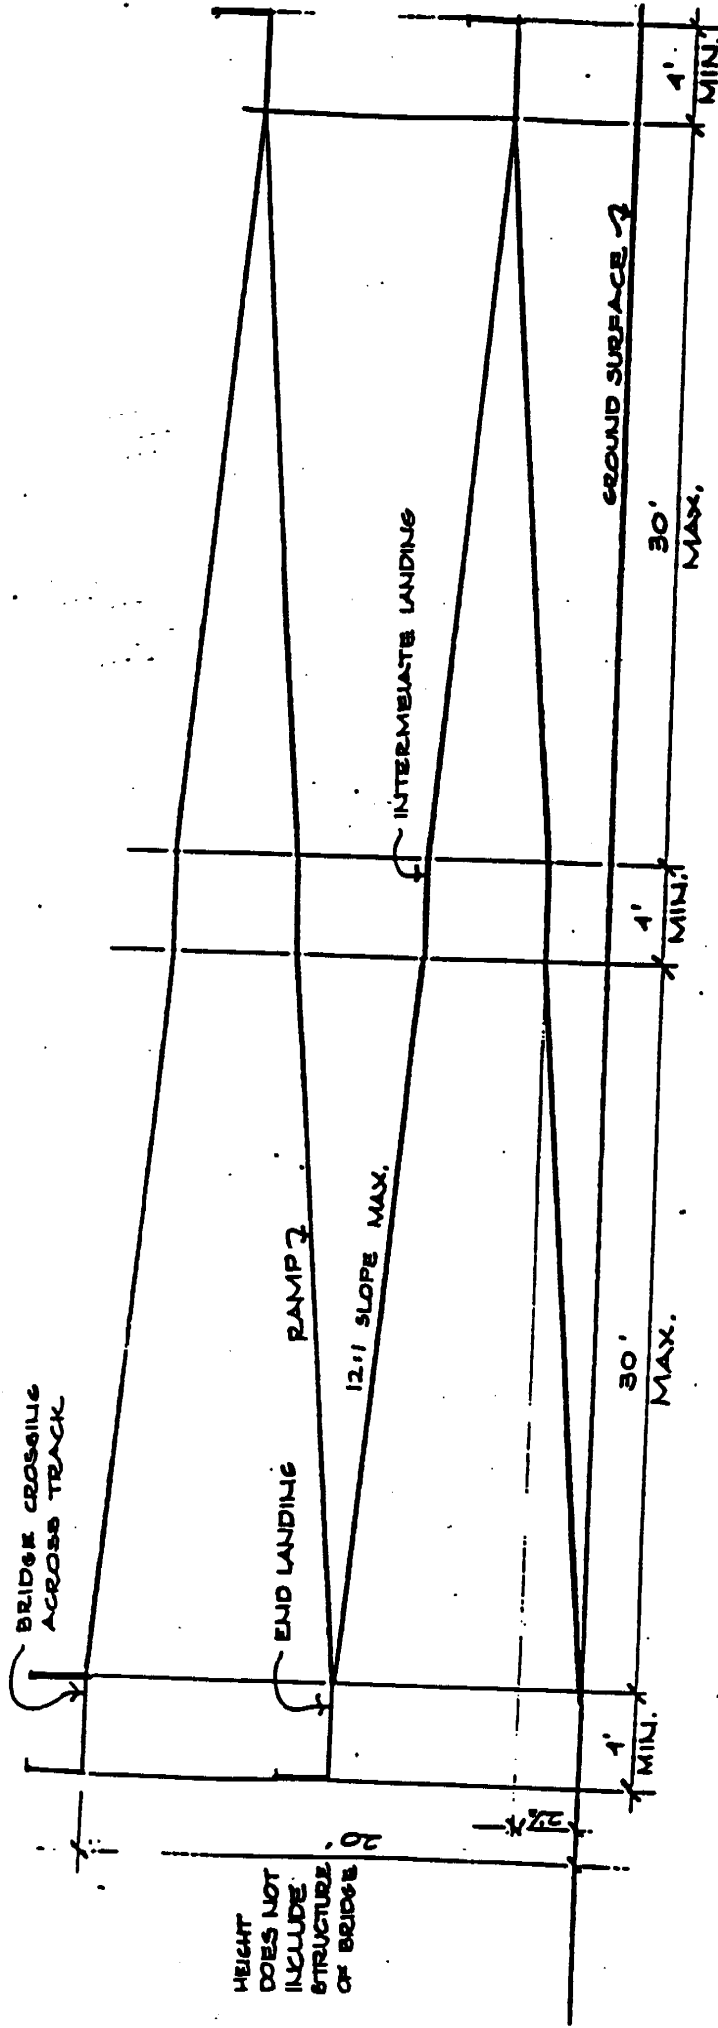 BRIDGE CROSSING
ACROSS TRACK
END LANDING
RAMP
12:1 SLOPE MAX.
INTERMEIATE LANDING
GROUND SURFACE
HEIGHT
DOES NOT
INCLUDE
STRUCTURE
OF BRIDGE
20'
4'
MIN.
30'
MAX.
4'
MIN.
30'
MAX.
4'
MIN.